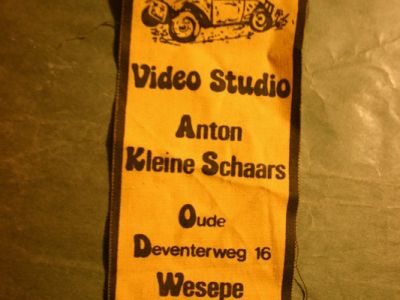 Video Studio
Anton
Kleine Schaars
Oude
Deventerweg 16
Wesepe